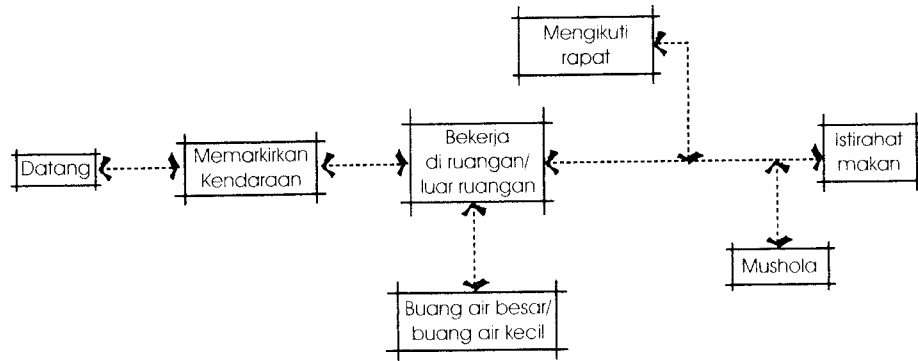 Mengikuti
rapat
Datang
Memarkirkan
Kendaraan
Bekerja
di ruangan/
luar ruangan
istirahat
makan
Mushola
Buang air besar/
buang air kecil